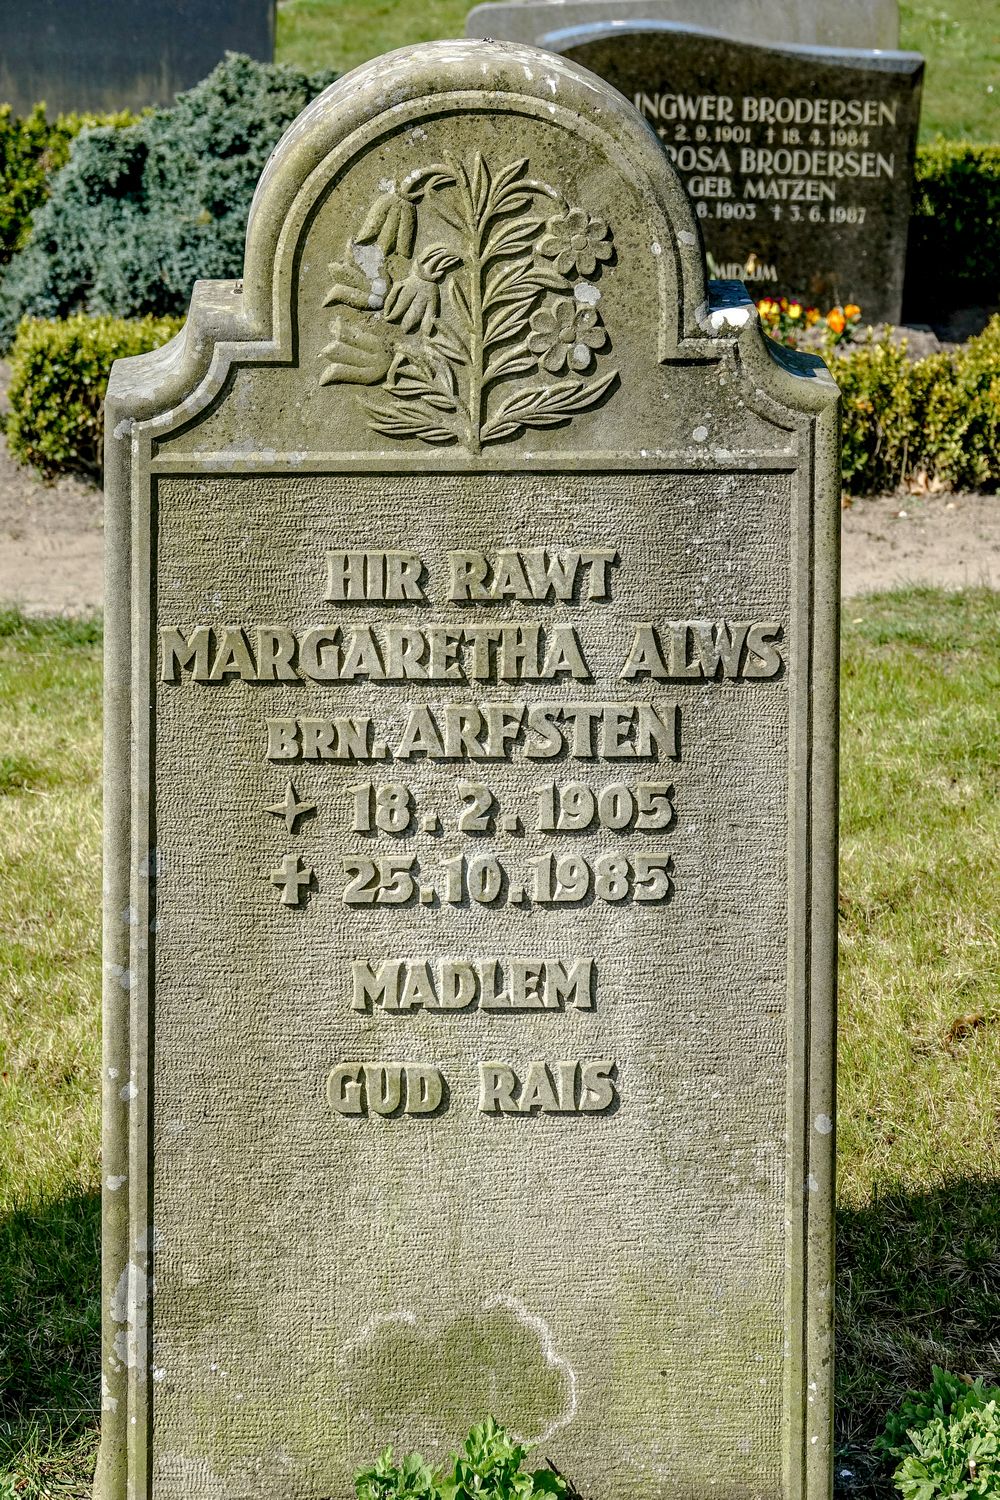 INGWER BRODERSEN
* 2.9.1901 † 18.4.1984
ROSA BRODERSEN
GEB. MATZEN
1903 † 3.6.1987
HIR RAWT
MARGARETHA ALWS
BRN. ARFSTEN
✦ 18.2.1905
✝ 25.10.1985
MADLEM
GUD RAIS